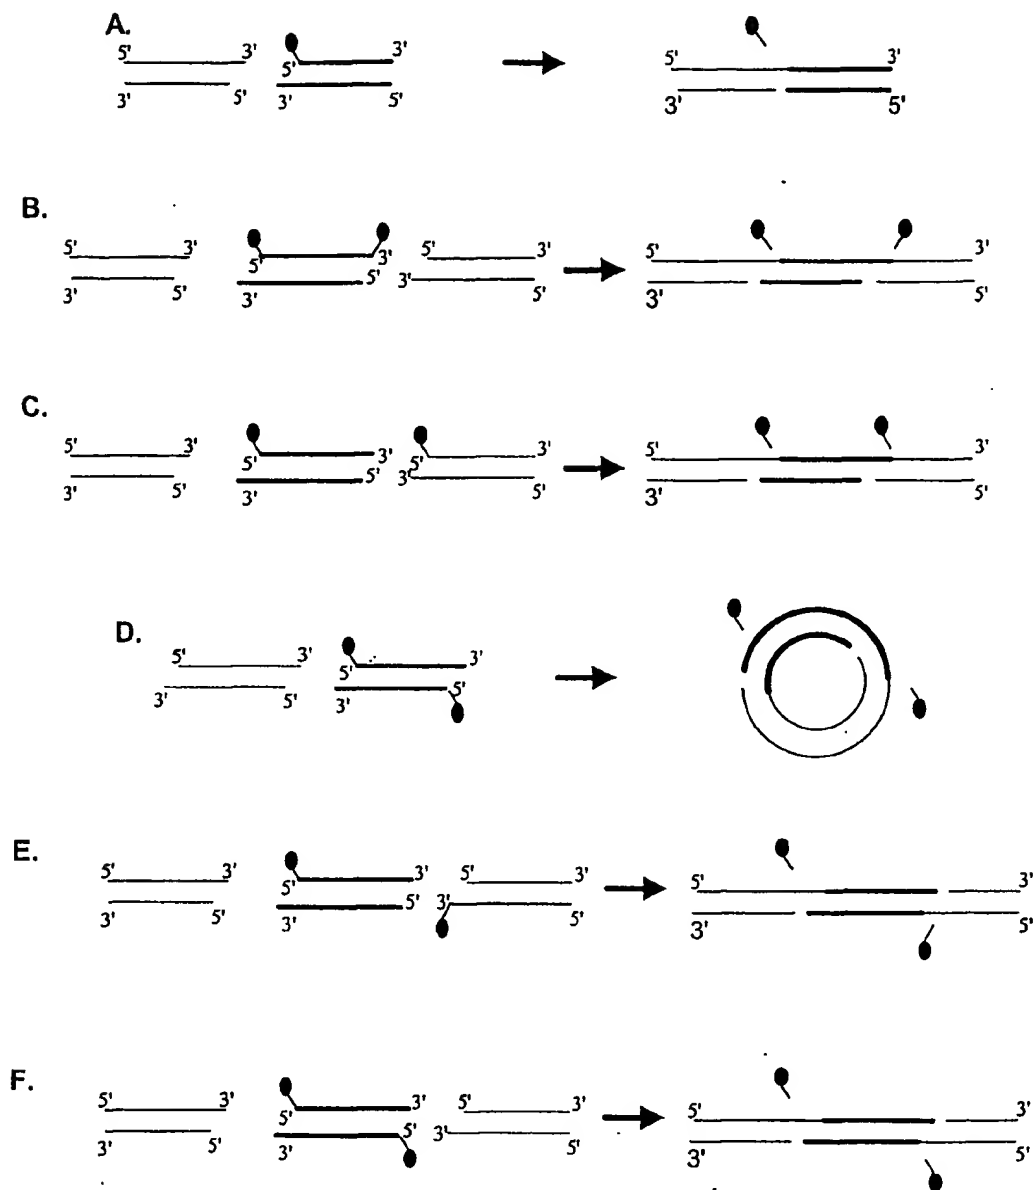 A.
5' 3' 5' 3' 5' 3'
3' 5' 3' 5' 3' 5'
B.
5' 3' 5' 3' 5' 3' 5' 3'
3' 5' 3' 5' 3' 5' 3' 5'
C.
5' 3' 5' 3' 5' 3' 5' 3'
3' 5' 3' 5' 3' 5' 3' 5'
D.
5' 3' 5' 3'
3' 5' 3' 5'
E.
5' 3' 5' 3' 5' 3' 5' 3'
3' 5' 3' 5' 3' 5' 3' 5'
F.
5' 3' 5' 3' 5' 3' 5' 3'
3' 5' 3' 5' 3' 5' 3' 5'